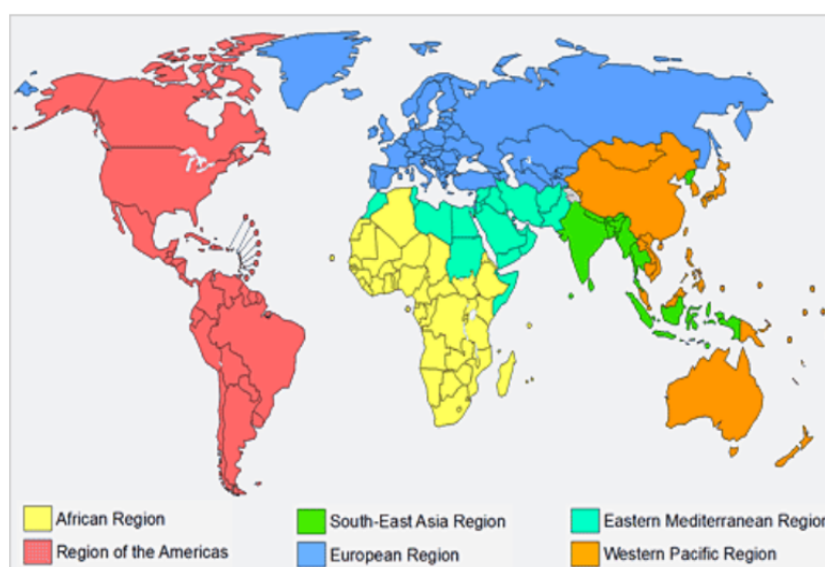 African Region
South-East Asia Region
Eastern Mediterranean Region
Region of the Americas
European Region
Western Pacific Region